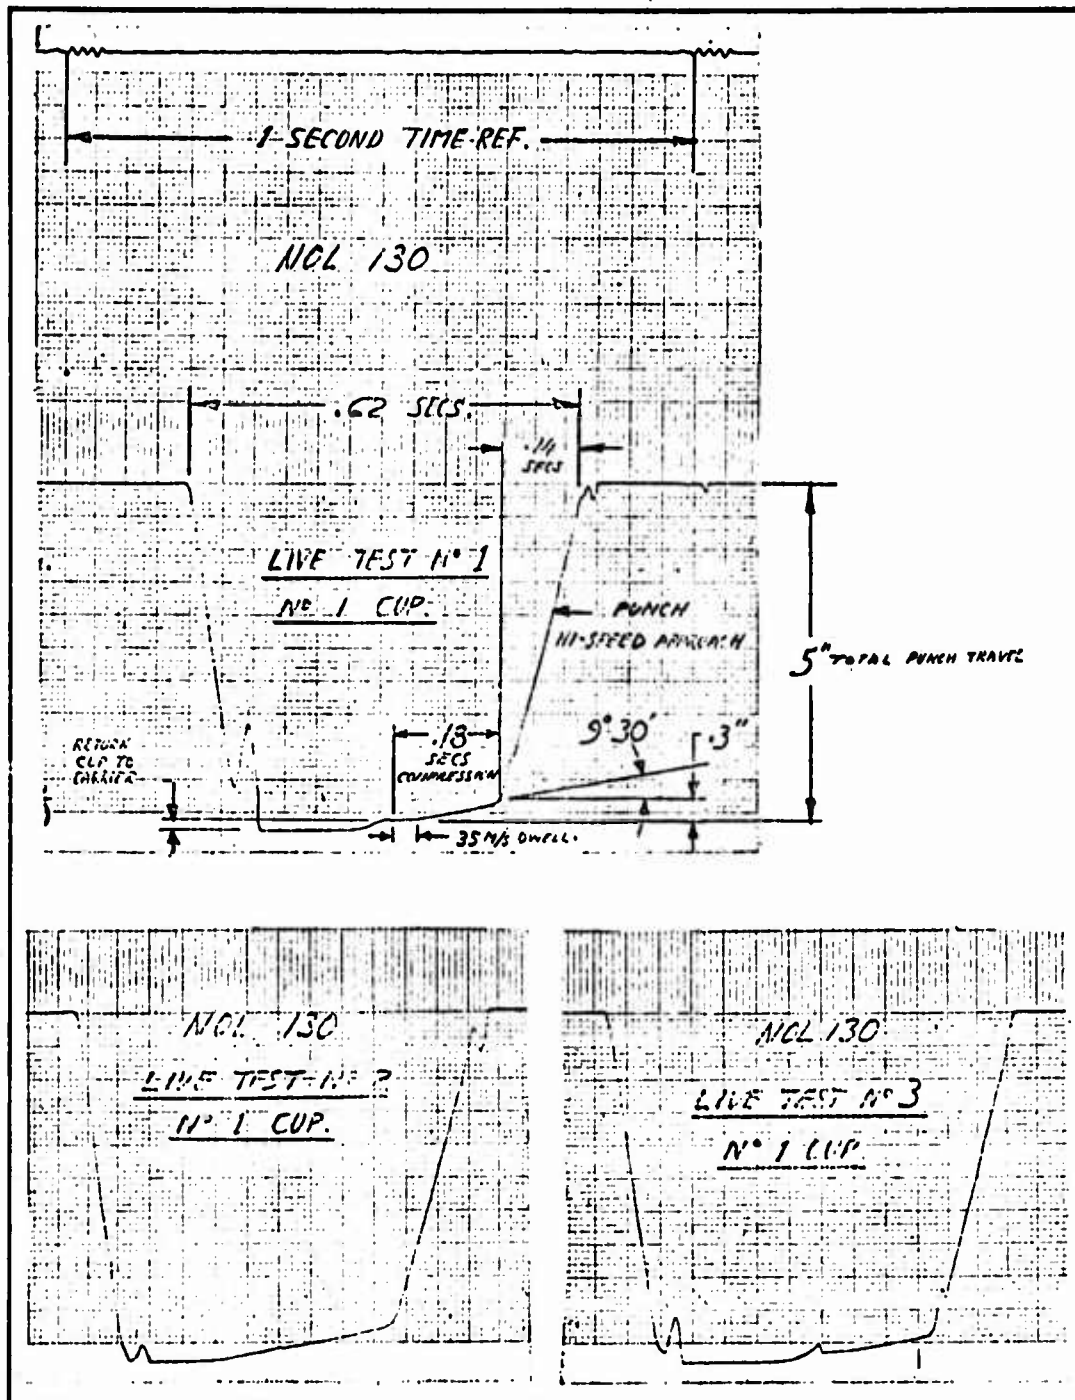 1-SECOND TIME-REF.
NOL 130
.62 SECS.
.14
SECS
LIVE TEST Nº 1
Nº 1 CUP.
PUNCH
HI-SPEED APPROACH
5" TOTAL PUNCH TRAVEL
9° 30'
.3"
.18
SECS
COMPRESSION
RETURN
CUP TO
CARRIER
35 M/S DWELL.
NOL 130
LIVE TEST Nº 2
Nº 1 CUP.
NOL 130
LIVE TEST Nº 3
Nº 1 CUP